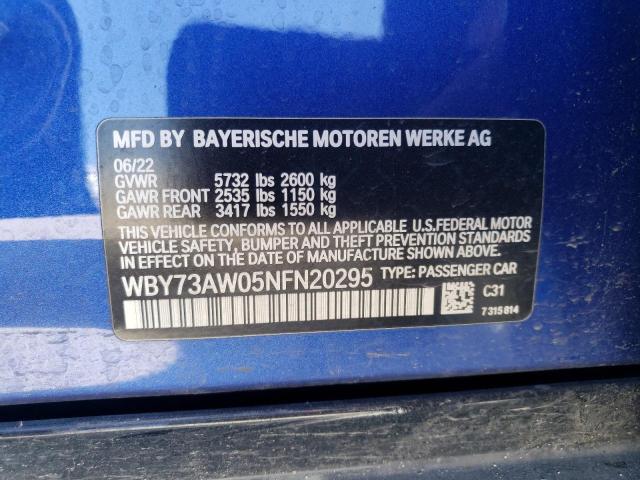 MFD BY BAYERISCHE MOTOREN WERKE AG
06/22
GVWR 5732 lbs 2600 kg
GAWR FRONT 2535 lbs 1150 kg
GAWR REAR 3417 lbs 1550 kg
THIS VEHICLE CONFORMS TO ALL APPLICABLE U.S.FEDERAL MOTOR
VEHICLE SAFETY, BUMPER AND THEFT PREVENTION STANDARDS
IN EFFECT ON THE DATE OF MANUFACTURE SHOWN ABOVE.
WBY73AW05NFN20295 TYPE: PASSENGER CAR
C31
7315814